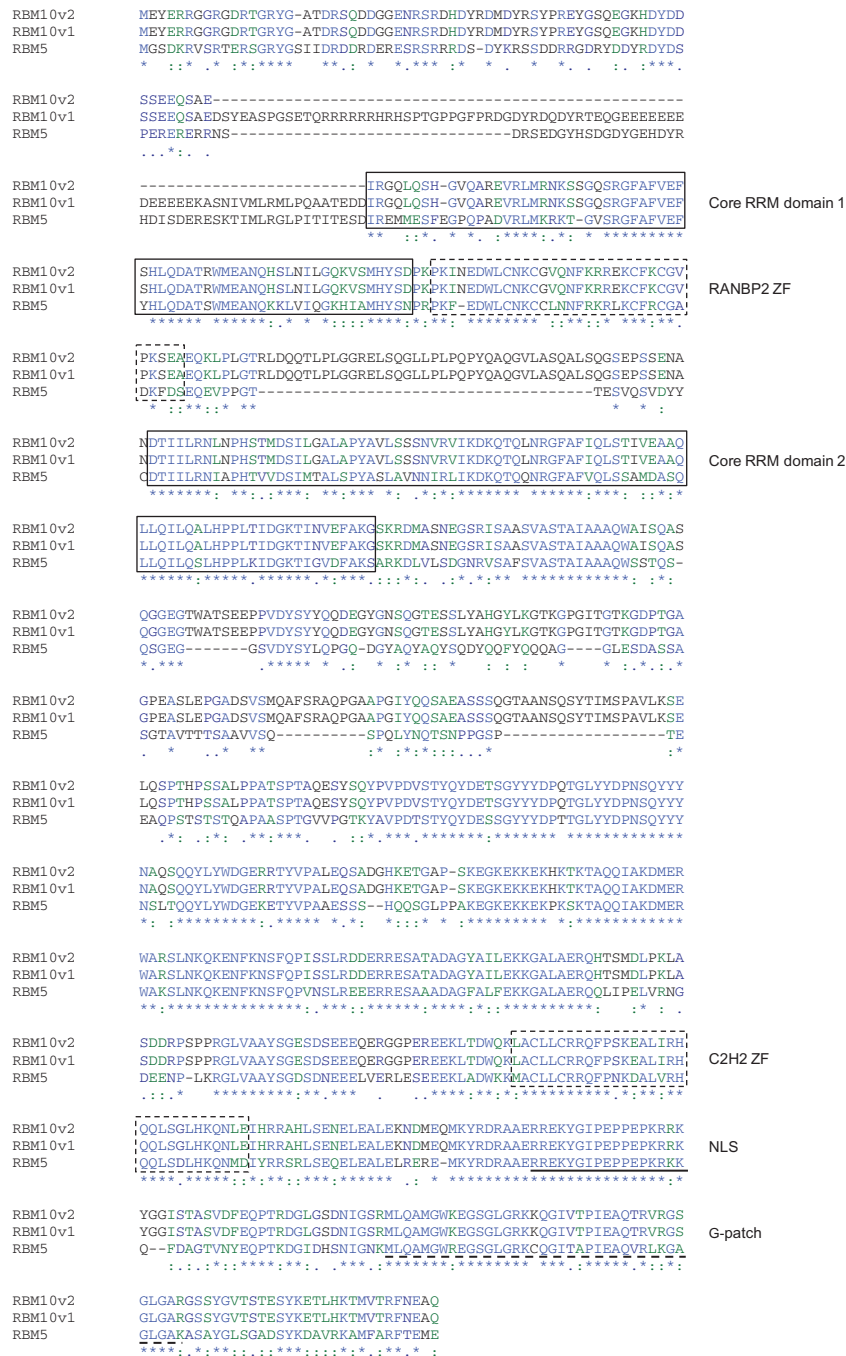 RBM10v2 MEYERRGGRGDRTGRYG-ATDRSQDDGGENRSRDHDYRDMDYRSYPREYGSQEGKHDYDD
RBM10v1 MEYERRGGRGDRTGRYG-ATDRSQDDGGENRSRDHDYRDMDYRSYPREYGSQEGKHDYDD
RBM5 MGSDKRVSRTERSGRYGSIIDRDDRDERESRSRRRDS-DYKRSSDDRRGDRYDDYRDYDS
* :: .* :*:**** **.: * .**** :* * .: . :* ..: ***.
RBM10v2 SSEEQSAE----------------------------------------------------
RBM10v1 SSEEQSAEDSYEASPGSETQRRRRRRHRHSPTGPPGFPRDGDYRDQDYRTEQGEEEEEEE
RBM5 PERERERRNS-------------------------------DRSEDGYHSDGDYGEHDYR
...*:. .
RBM10v2 --------------------------IRGQLQSH-GVQAREVRLMRNKSSGQSRGFAFVEF
RBM10v1 DEEEEEKASNIVMLRMLPQAATEDDIRGQLQSH-GVQAREVRLMRNKSSGQSRGFAFVEF
RBM5 HDISDERESKTIMLRGLPITITESDIREMMESFEGPQPADVRLMKRKT-GVSRGFAFVEF
** ::*. * *. :****:.*: * *********
Core RRM domain 1
RBM10v2 SHLQDATRWMEANQHSLNILGQKVSMHYSDPKPKINEDWLCNKCGVQNFKRREKCFKCGV
RBM10v1 SHLQDATRWMEANQHSLNILGQKVSMHYSDPKPKINEDWLCNKCGVQNFKRREKCFKCGV
RBM5 YHLQDATSWMEANQKKLVIQGKHIAMHYSNPRPKF-EDWLCNKCCLNNFRKRLKCFRCGA
****** ******:.* * *::::****:*:**: ******** ::**::* ***:**.
RANBP2 ZF
RBM10v2 PKSEAEQKLPLGTRLDQQTLPLGGRELSQGLLPLPQPYQAQGVLASQALSQGSEPSSENA
RBM10v1 PKSEAEQKLPLGTRLDQQTLPLGGRELSQGLLPLPQPYQAQGVLASQALSQGSEPSSENA
RBM5 DKFDSEQEVPPGT-------------------------------------TESVQSVDYY
* ::**::* ** * * :
RBM10v2 NDTIILRNLNPHSTMDSILGALAPYAVLSSSNVRVIKDKQTQLNRGFAFIQLSTIVEAAQ
RBM10v1 NDTIILRNLNPHSTMDSILGALAPYAVLSSSNVRVIKDKQTQLNRGFAFIQLSTIVEAAQ
RBM5 CDTIILRNIAPHTVVDSIMTALSPYASLAVNNIRLIKDKQTQQNRGFAFVQLSSAMDASQ
*******: **:.:***: **:*** *: .*:*:******* ******:***: ::*:*
Core RRM domain 2
RBM10v2 LLQILQALHPPLTIDGKTINVEFAKGSKRDMASNEGSRISAASVASTAIAAAQWAISQAS
RBM10v1 LLQILQALHPPLTIDGKTINVEFAKGSKRDMASNEGSRISAASVASTAIAAAQWAISQAS
RBM5 LLQILQSLHPPLKIDGKTIGVDFAKSARKDLVLSDGNRVSAFSVASTAIAAAQWSSTQS-
******:*****.******.*:***.:::*:. .:*.*:** ************: :*:
RBM10v2 QGGEGTWATSEEPPVDYSYYQQDEGYGNSQGTESSLYAHGYLKGTKGPGITGTKGDPTGA
RBM10v1 QGGEGTWATSEEPPVDYSYYQQDEGYGNSQGTESSLYAHGYLKGTKGPGITGTKGDPTGA
RBM5 QSGEG-------GSVDYSYLQPGQ-DGYAQYAQYSQDYQQFYQQQAG----GLESDASSA
*.*** .***** * .: * :* :: * : : : * * :.*.:.*
RBM10v2 GPEASLEPGADSVSMQAFSRAQPGAAPGIYQQSAEASSSQGTAANSQSYTIMSPAVLKSE
RBM10v1 GPEASLEPGADSVSMQAFSRAQPGAAPGIYQQSAEASSSQGTAANSQSYTIMSPAVLKSE
RBM5 SGTAVTTTSAAVVSQ----------SPQLYNQTSNPPGSP----------------TE
. * .* ** :* :*:*:::...* :*
RBM10v2 LQSPTHPSSALPPATSPTAQESYSQYPVPDVSTYQYDETSGYYYDPQTGLYYDPNSQYYY
RBM10v1 LQSPTHPSSALPPATSPTAQESYSQYPVPDVSTYQYDETSGYYYDPQTGLYYDPNSQYYY
RBM5 EAQPSTSTSTQAPAASPTGVVPGTKYAVPDTSTYQYDESSGYYYDPTTGLYYDPNSQYYY
.*: .:*: .**:***. . ::*.***.*******:******* *************
RBM10v2 NAQSQQYLYWDGERRTYVPALEQSADGHKETGAP-SKEGKEKKEKHKTKTAQQIAKDMER
RBM10v1 NAQSQQYLYWDGERRTYVPALEQSADGHKETGAP-SKEGKEKKEKHKTKTAQQIAKDMER
RBM5 NSLTQQYLYWDGEKETYVPAAESSS--HQQSGLPPAKEGKEKKEKPKSKTAQQIAKDMER
*: :*********:.***** *.*: *:::* * :********* *:************
RBM10v2 WARSLNKQKENFKNSFQPISSLRDDERRESATADAGYAILEKKGALAERQHTSMDLPKLA
RBM10v1 WARSLNKQKENFKNSFQPISSLRDDERRESATADAGYAILEKKGALAERQHTSMDLPKLA
RBM5 WAKSLNKQKENFKNSFQPVNSLREEERRESAAADAGFALFEKKGALAERQQLIPELVRNG
**:***************:.***::******:****:*::**********: :* : .
RBM10v2 SDDRPSPPRGLVAAYSGESDSEEEQERGGPEREEKLTDWQKLACLLCRRQFPSKEALIRH
RBM10v1 SDDRPSPPRGLVAAYSGESDSEEEQERGGPEREEKLTDWQKLACLLCRRQFPSKEALIRH
RBM5 DEENP-LKRGLVAAYSGDSDNEEELVERLESEEEKLADWKKMACLLCRRQFPNKDALVRH
.::.* *********:**.*** . ..****:**:*:**********.*:**:**
C2H2 ZF
RBM10v2 QQLSGLHKQNLEIHRRAHLSENELEALEKNDMEQMKYRDRAAERREKYGIPEPPEPKRRK
RBM10v1 QQLSGLHKQNLEIHRRAHLSENELEALEKNDMEQMKYRDRAAERREKYGIPEPPEPKRRK
RBM5 QQLSDLHKQNMDIYRRSRLSEQELEALELRERE-MKYRDRAAERREKYGIPEPPEPKRKK
****.*****::*:**::***:****** .: * ************************:*
NLS
RBM10v2 YGGISTASVDFEQPTRDGLGSDNIGSRMLQAMGWKEGSGLGRKKQGIVTPIEAQTRVRGS
RBM10v1 YGGISTASVDFEQPTRDGLGSDNIGSRMLQAMGWKEGSGLGRKKQGIVTPIEAQTRVRGS
RBM5 Q--FDAGTVNYEQPTKDGIDHSNIGNKMLQAMGWREGSGLGRKCQGITAPIEAQVRLKGA
:.:.:*::****:**:. .***.:*******:******** ***.:*****.*::*:
G-patch
RBM10v2 GLGARGSSYGVTSTESYKETLHKTMVTRFNEAQ
RBM10v1 GLGARGSSYGVTSTESYKETLHKTMVTRFNEAQ
RBM5 GLGAKASAYGLSGADSYKDAVRKAMFARFTEME
****:.*:**::.::***::::*:*.:**.* :